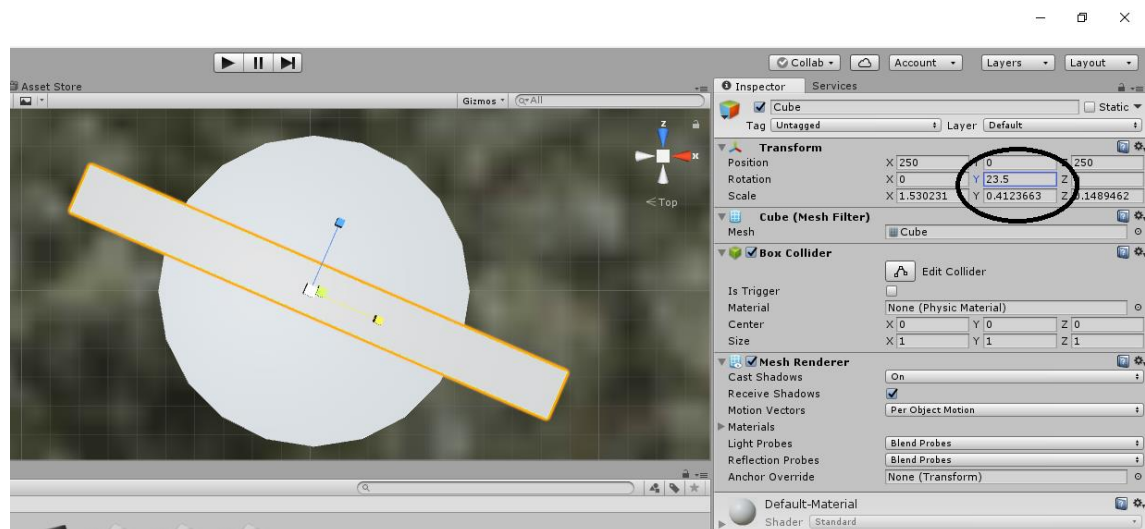 Collab Account Layers Layout
Asset Store Inspector Services
Gizmos All Cube Static
Tag Untagged Layer Default
z
x
Top
Transform
Position X 250 0 250
Rotation X 0 Y 23.5 Z
Scale X 1.530231 Y 0.4123663 Z 0.1489462
Cube (Mesh Filter)
Mesh Cube
Box Collider
Edit Collider
Is Trigger
Material None (Physic Material)
Center X 0 Y 0 Z 0
Size X 1 Y 1 Z 1
Mesh Renderer
Cast Shadows On
Receive Shadows
Motion Vectors Per Object Motion
Materials
Light Probes Blend Probes
Reflection Probes Blend Probes
Anchor Override None (Transform)
Default-Material
Shader Standard